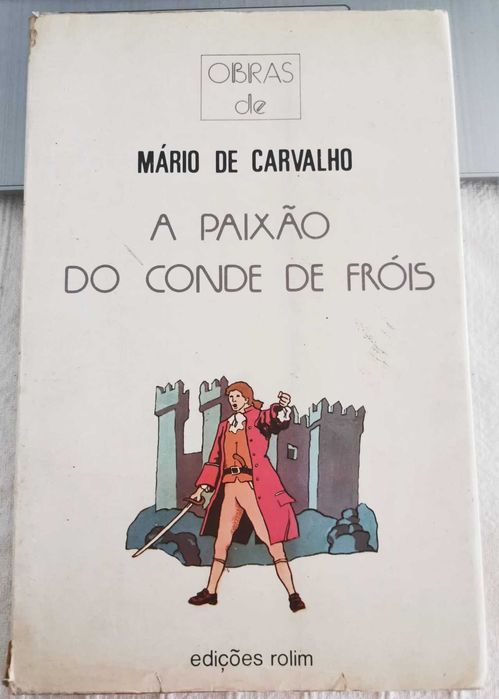 OBRAS
de
MÁRIO DE CARVALHO
A PAIXÃO
DO CONDE DE FRÓIS
edições rolim